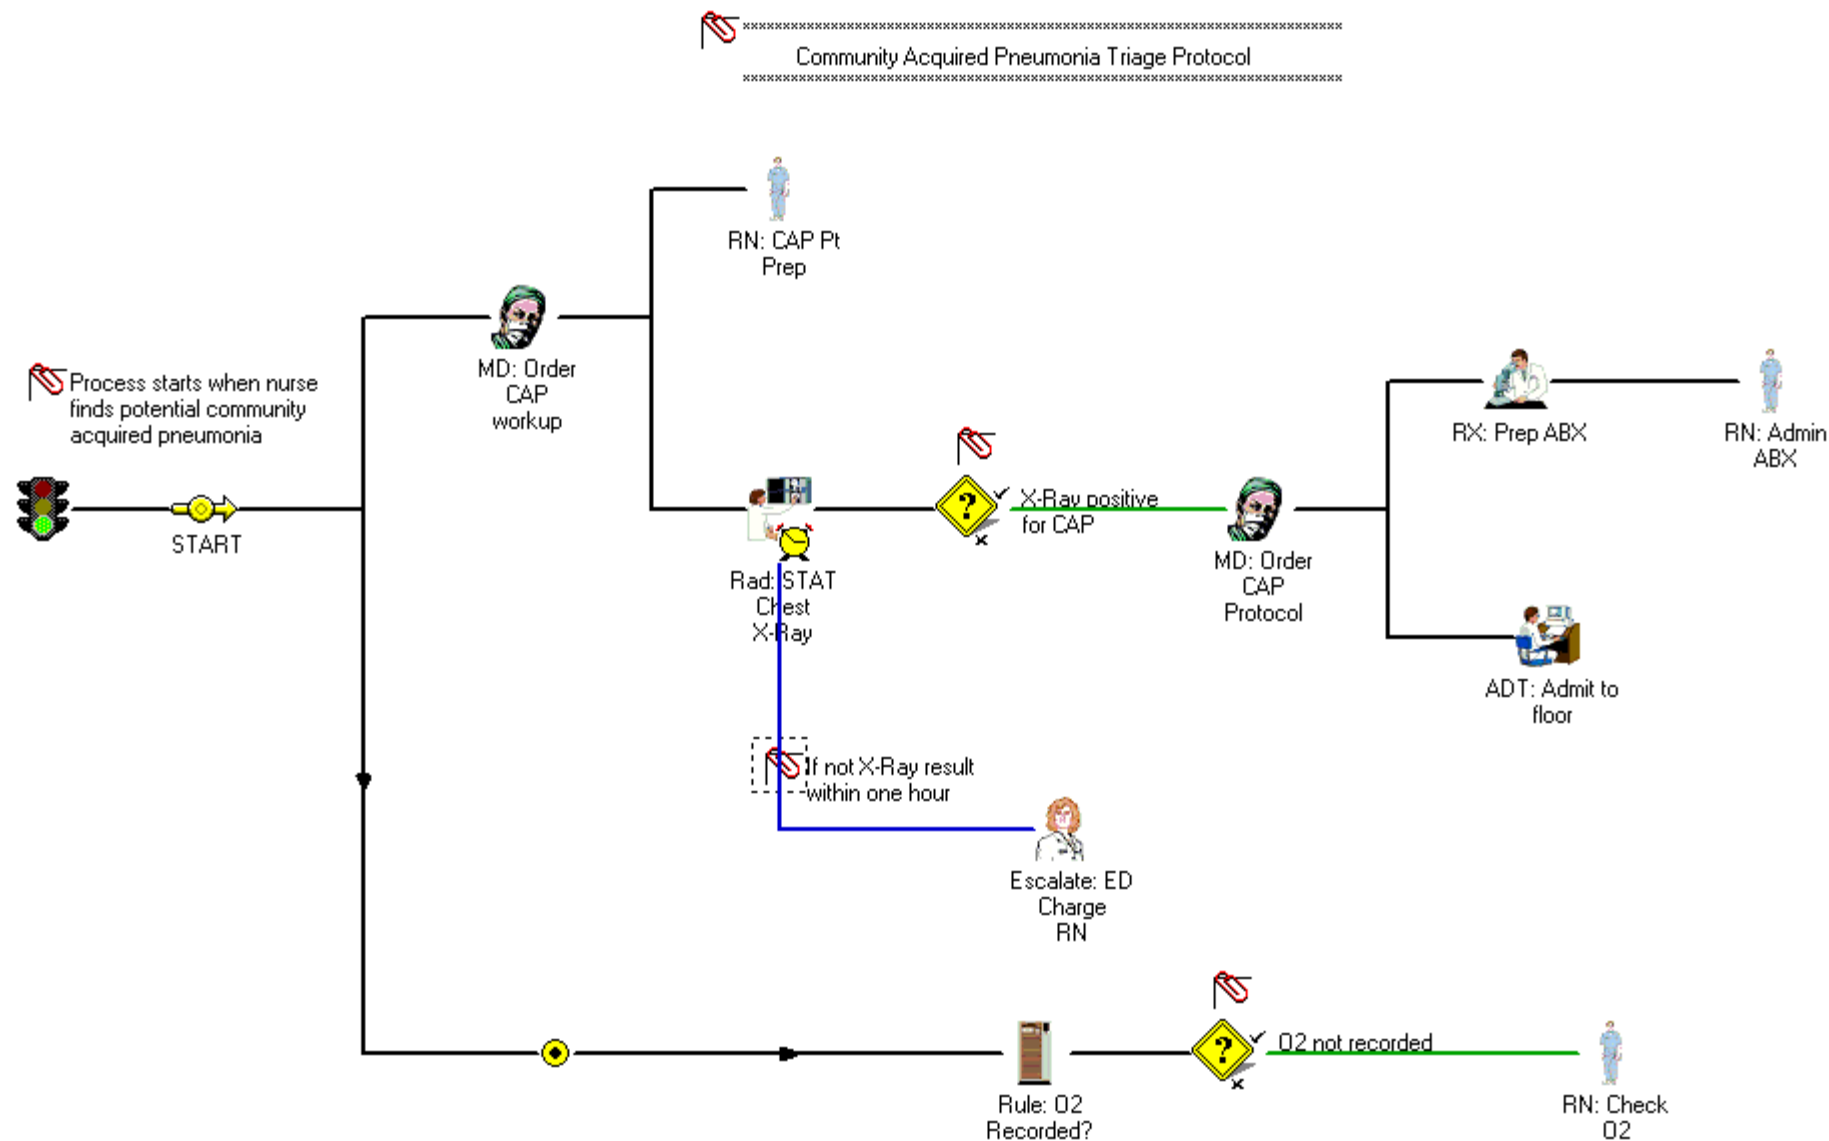 Community Acquired Pneumonia Triage Protocol
RN: CAP Pt
Prep
MD: Order
CAP
workup
Process starts when nurse
finds potential community
acquired pneumonia
START
Rad: STAT
Chest
X-Ray
X-Ray positive
for CAP
MD: Order
CAP
Protocol
RX: Prep ABX
RN: Admin
ABX
ADT: Admit to
floor
If not X-Ray result
within one hour
Escalate: ED
Charge
RN
Rule: O2
Recorded?
O2 not recorded
RN: Check
O2